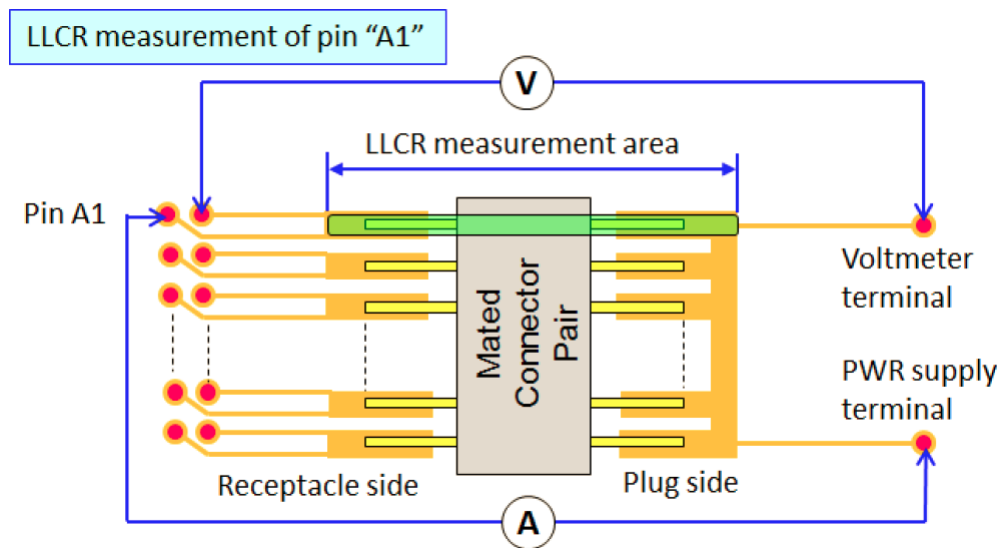 LLCR measurement of pin “A1”
V
LLCR measurement area
Pin A1
Mated
Connector
Pair
Voltmeter
terminal
PWR supply
terminal
Receptacle side
Plug side
A